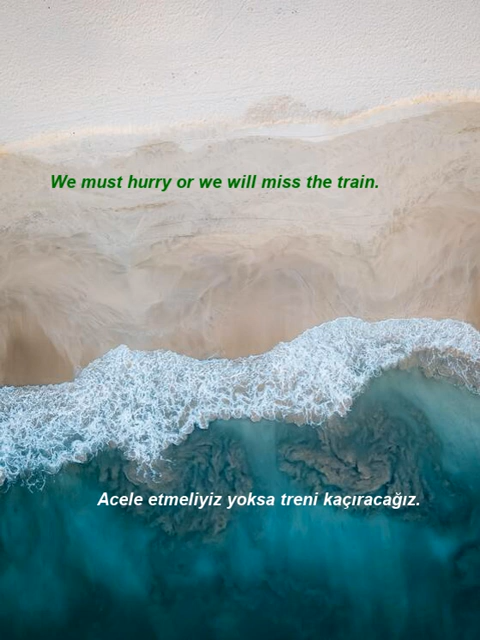 We must hurry or we will miss the train.
Acele etmeliyiz yoksa treni kaçıracağız.